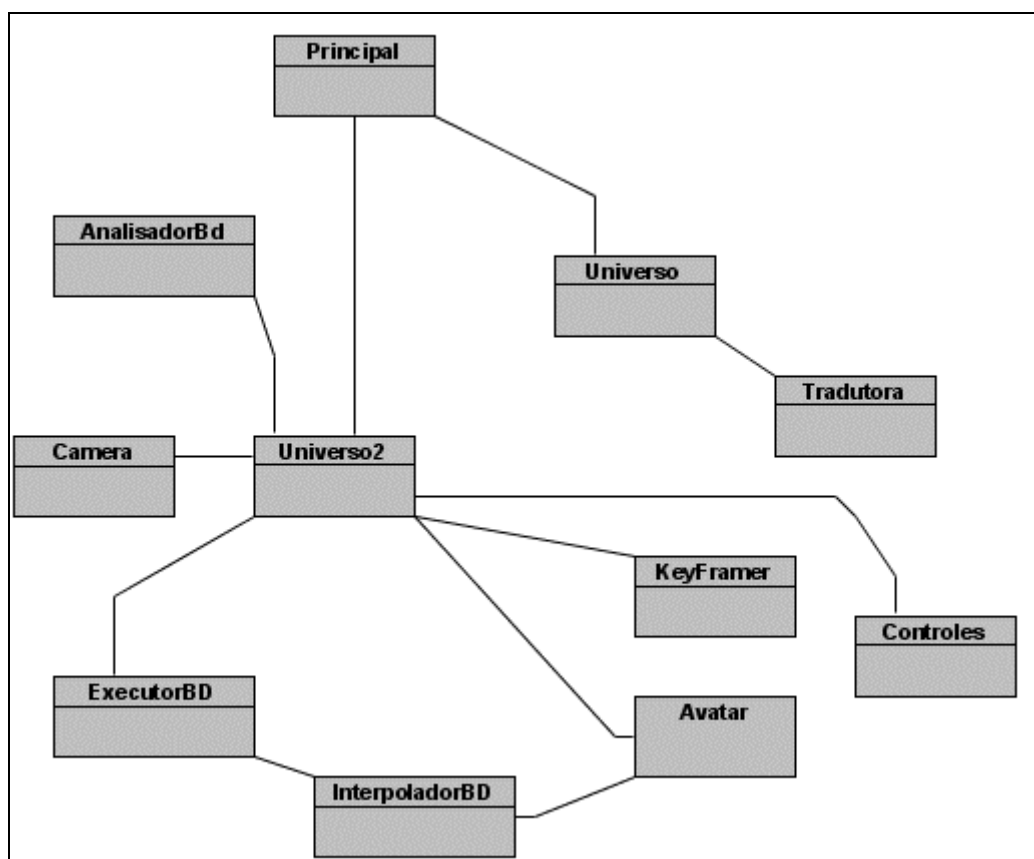 Principal
AnalisadorBd
Universo
Tradutora
Camera
Universo2
KeyFramer
Controles
ExecutorBD
Avatar
InterpoladorBD